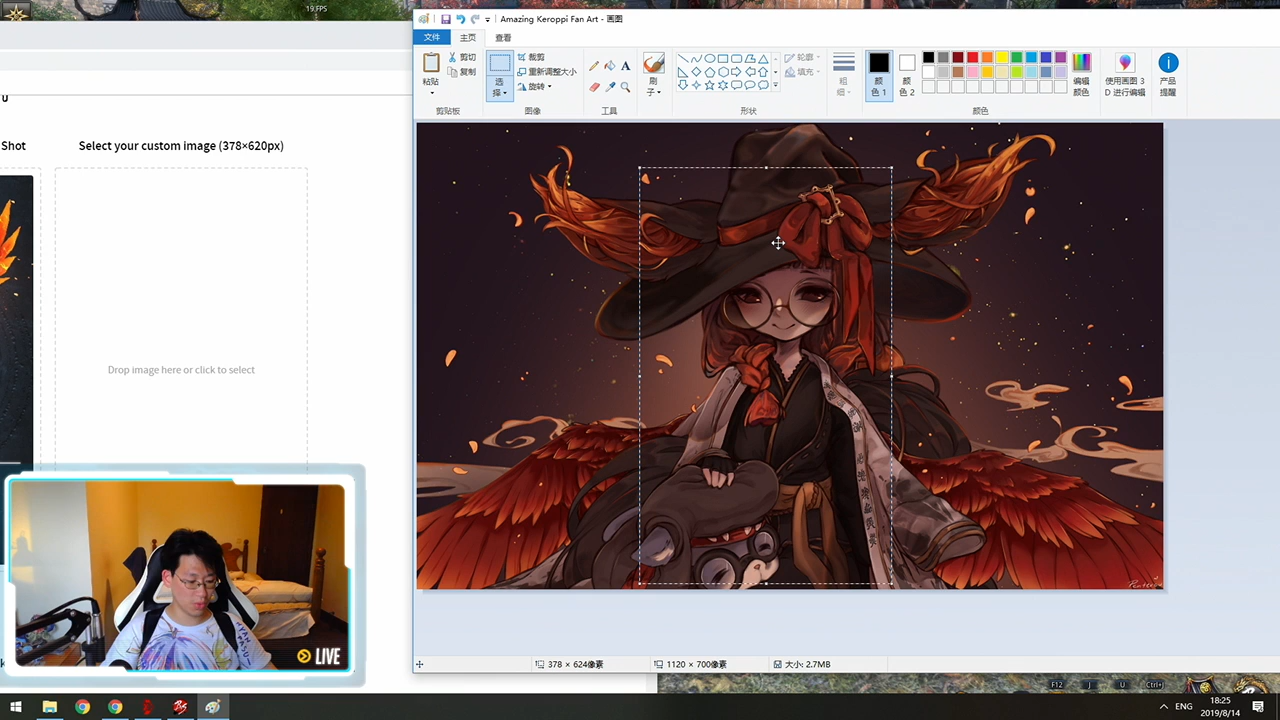 19 FPS
Amazing Keroppi Fan Art - 画图
文件 主页 查看
粘贴
剪切
复制
剪贴板
选择
裁剪
重新调整大小
旋转
图像
工具
刷子
形状
轮廓
填充
粗细
颜色 1
颜色 2
颜色
编辑颜色
使用画图 3D 进行编辑
产品提醒
Shot
Select your custom image (378×620px)
Drop image here or click to select
LIVE
378 × 624像素
1120 × 700像素
大小: 2.7MB
F12 J U Ctrl+J
ENG
18:25
2019/8/14